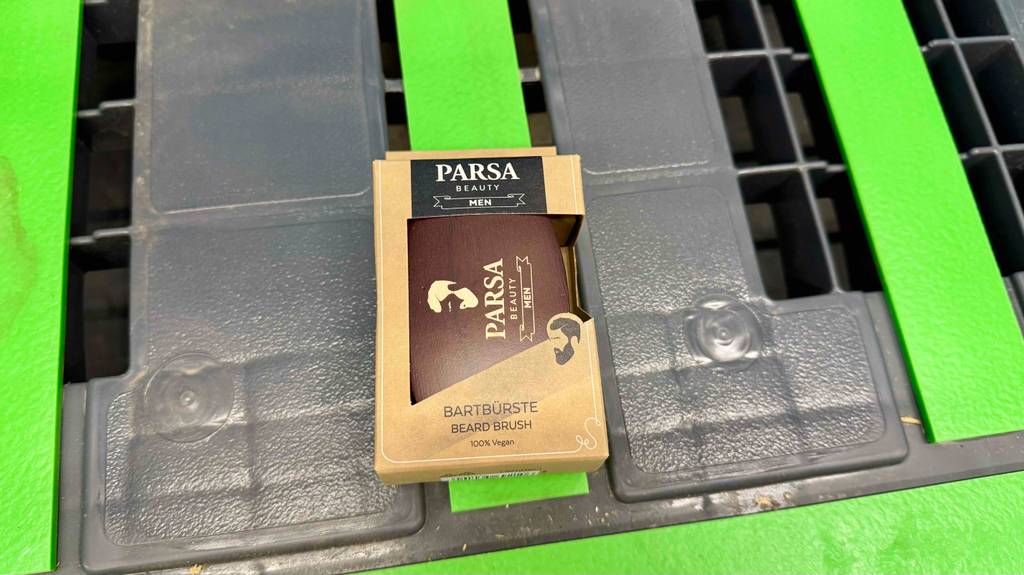 PARSA
BEAUTY
MEN
PARSA
BEAUTY
MEN
BARTBÜRSTE
BEARD BRUSH
100% Vegan